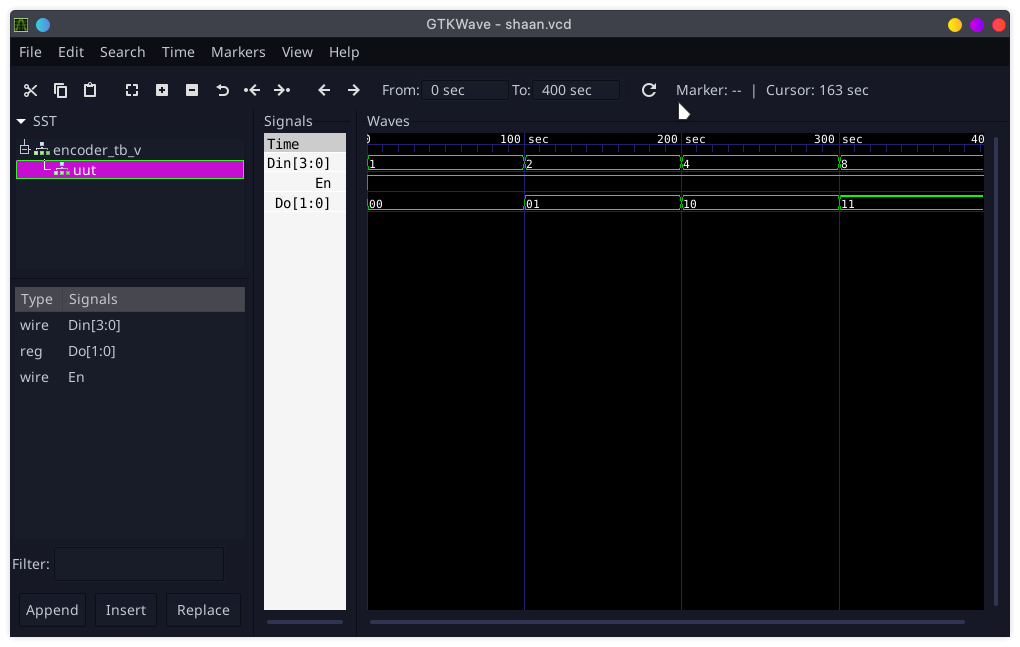 GTKWave - shaan.vcd
File Edit Search Time Markers View Help
From: 0 sec To: 400 sec Marker: -- | Cursor: 163 sec
SST
encoder_tb_v
uut
Type Signals
wire Din[3:0]
reg Do[1:0]
wire En
Filter:
Append Insert Replace
Signals
Time
Din[3:0]
En
Do[1:0]
Waves
0 100 sec 200 sec 300 sec 40
1 2 4 8
00 01 10 11